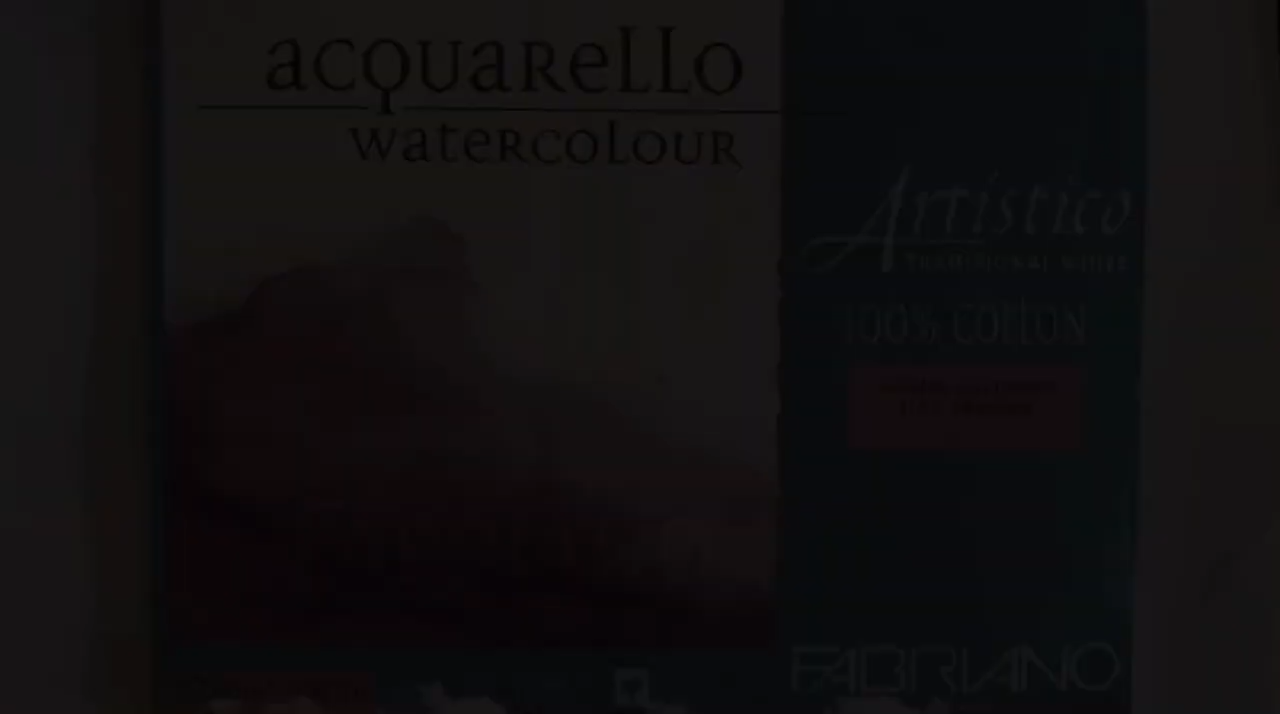 acquarello
watercolour
Artistico
TRADITIONAL WHITE
100% COTTON
FABRIANO